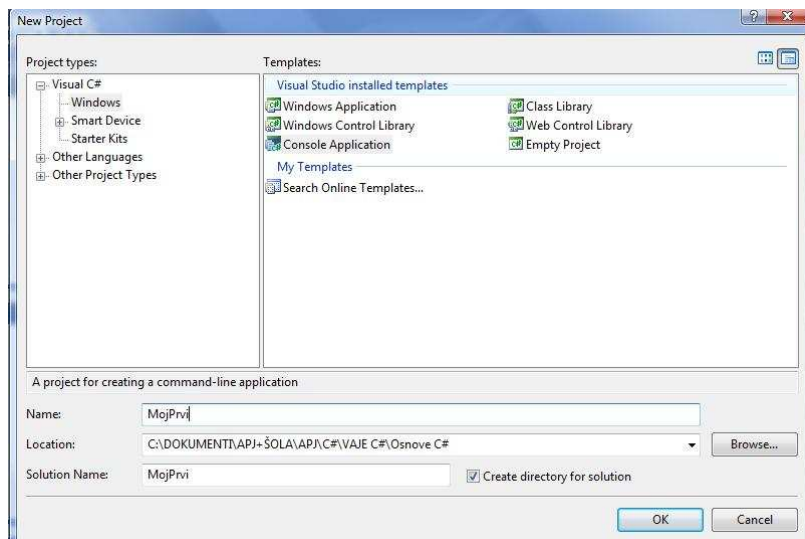 New Project
Project types:
Templates:
Visual C#
Windows
Smart Device
Starter Kits
Other Languages
Other Project Types
Visual Studio installed templates
Windows Application
Class Library
Windows Control Library
Web Control Library
Console Application
Empty Project
My Templates
Search Online Templates...
A project for creating a command-line application
Name: MojPrvi
Location: C:\DOKUMENTI\APJ+ŠOLA\APJ\C#\VAJE C#\Osnove C# Browse...
Solution Name: MojPrvi Create directory for solution
OK Cancel